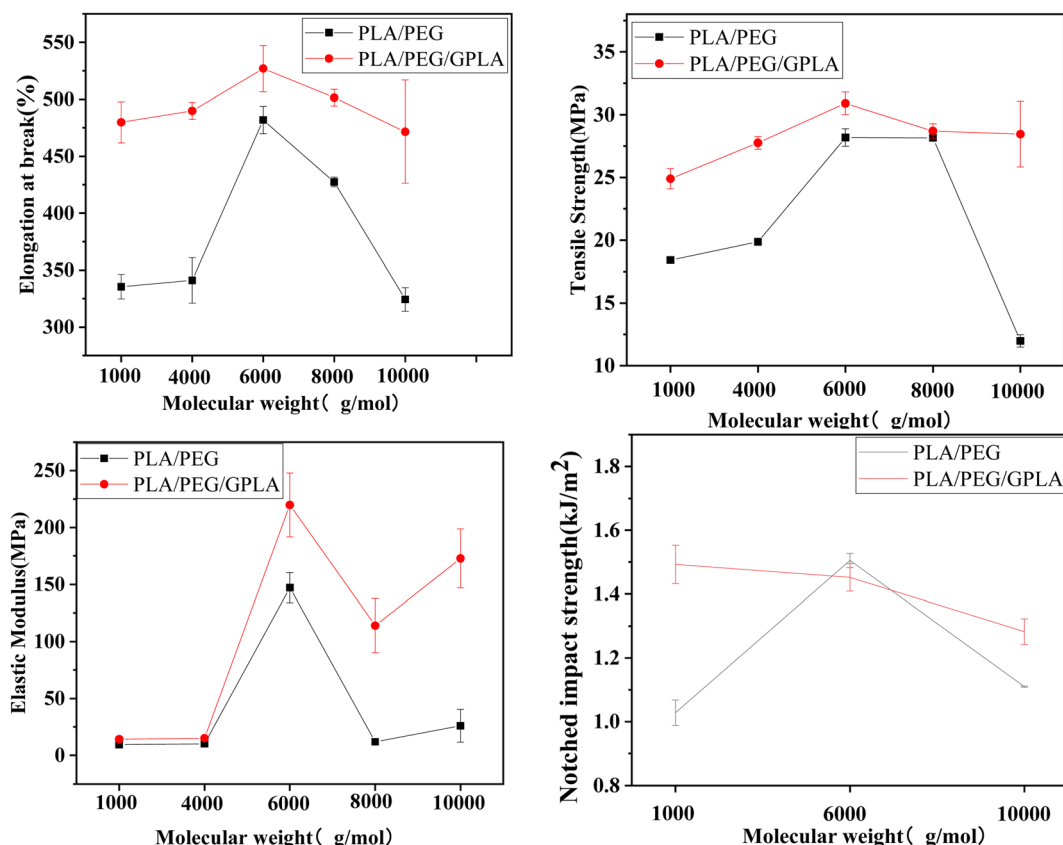 Elongation at break(%)
550
500
450
400
350
300
PLA/PEG
PLA/PEG/GPLA
1000 4000 6000 8000 10000
Molecular weight( g/mol)
Tensile Strength(MPa)
35
30
25
20
15
10
PLA/PEG
PLA/PEG/GPLA
1000 4000 6000 8000 10000
Molecular weight( g/mol)
Elastic Modulus(MPa)
250
200
150
100
50
0
PLA/PEG
PLA/PEG/GPLA
1000 4000 6000 8000 10000
Molecular weight( g/mol)
Notched impact strength(kJ/m²)
1.8
1.6
1.4
1.2
1.0
0.8
PLA/PEG
PLA/PEG/GPLA
1000 6000 10000
Molecular weight( g/mol)